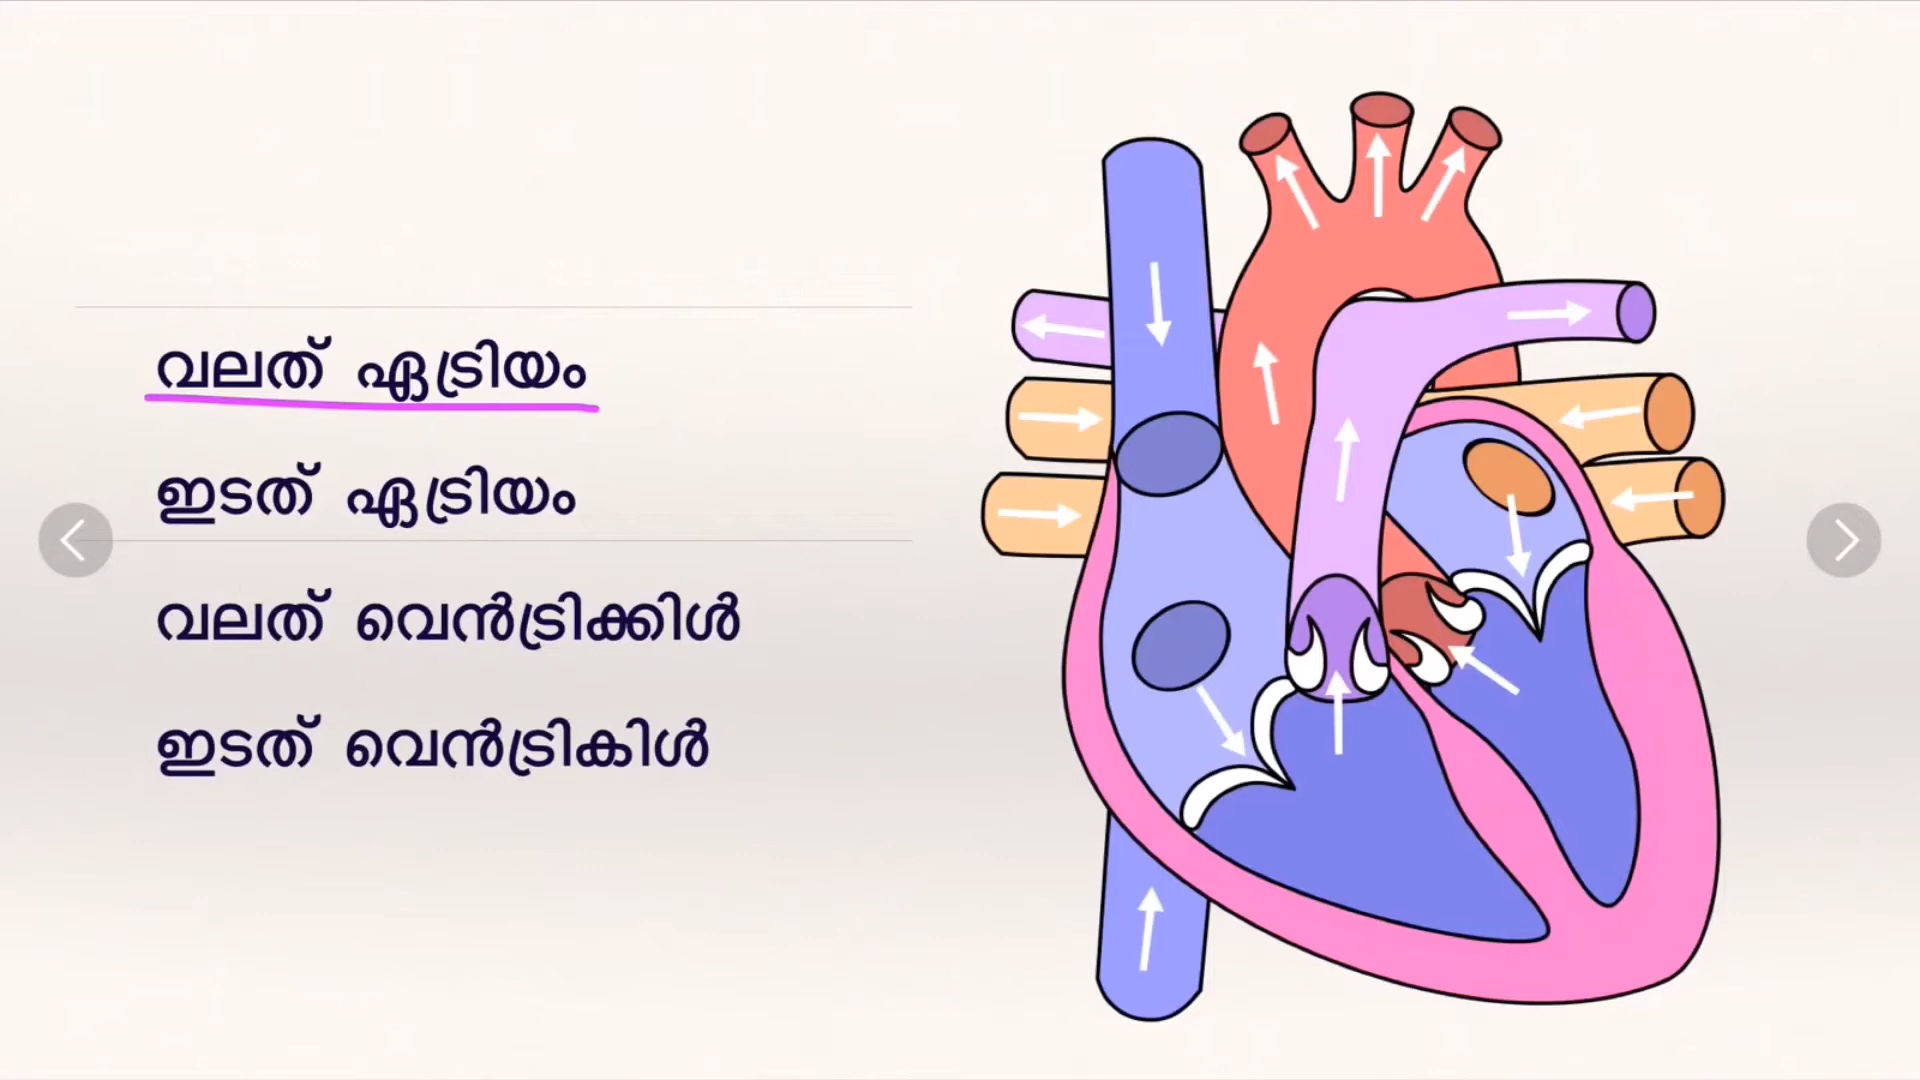 വലത് ഏട്രിയം
ഇടത് ഏട്രിയം
വലത് വെൻട്രിക്കിൾ
ഇടത് വെൻട്രികിൾ